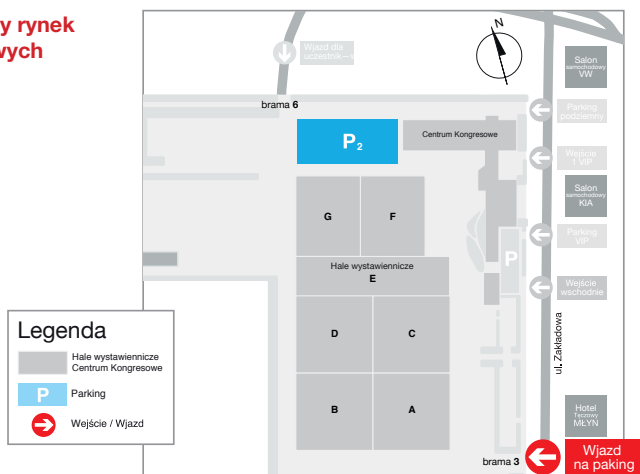 y rynek
vych
Wjazd dla
N
Salon
samochodowy
VW
brama 6
Parking
podziemny
P2
Centrum Kongresowe
Wejście
1 VIP
Salon
samochodowy
KIA
G
F
Parking
VIP
P
Hale wystawiennicze
E
Wejście
wschodnie
D
C
ul. Zakładowa
B
A
Hotel
Tęczowy
MŁYN
brama 3
Wjazd
na paking
Legenda
Hale wystawiennicze
Centrum Kongresowe
P
Parking
Wejście / Wjazd